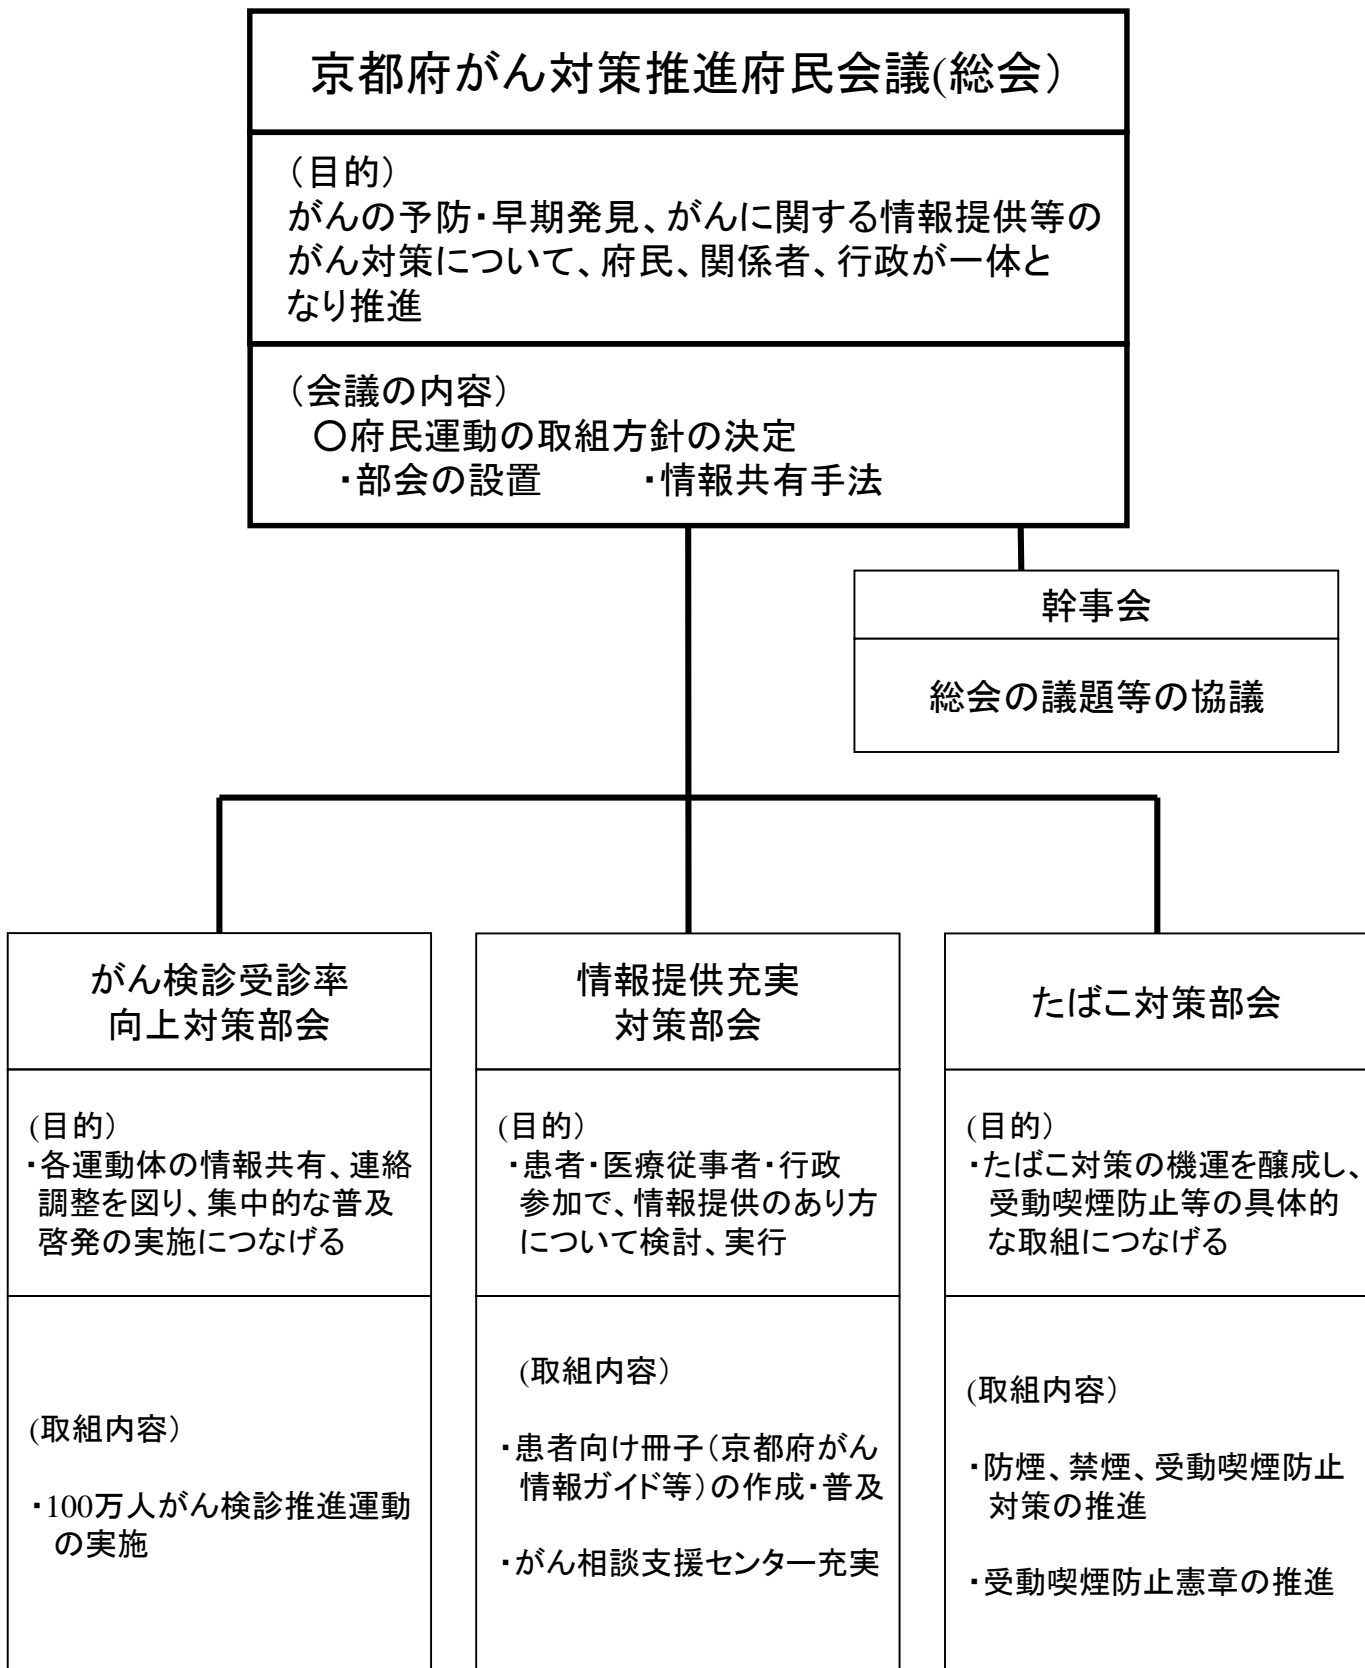 京都府がん対策推進府民会議(総会）
（目的）
がんの予防・早期発見、がんに関する情報提供等の
がん対策について、府民、関係者、行政が一体と
なり推進
（会議の内容）
〇府民運動の取組方針の決定
・部会の設置　　・情報共有手法
幹事会
総会の議題等の協議
がん検診受診率
向上対策部会
(目的）
・各運動体の情報共有、連絡
調整を図り、集中的な普及
啓発の実施につなげる
(取組内容）
・100万人がん検診推進運動
の実施
情報提供充実
対策部会
(目的）
・患者・医療従事者・行政
参加で、情報提供のあり方
について検討、実行
(取組内容）
・患者向け冊子（京都府がん
情報ガイド等）の作成・普及
・がん相談支援センター充実
たばこ対策部会
(目的）
・たばこ対策の機運を醸成し、
受動喫煙防止等の具体的
な取組につなげる
(取組内容）
・防煙、禁煙、受動喫煙防止
対策の推進
・受動喫煙防止憲章の推進